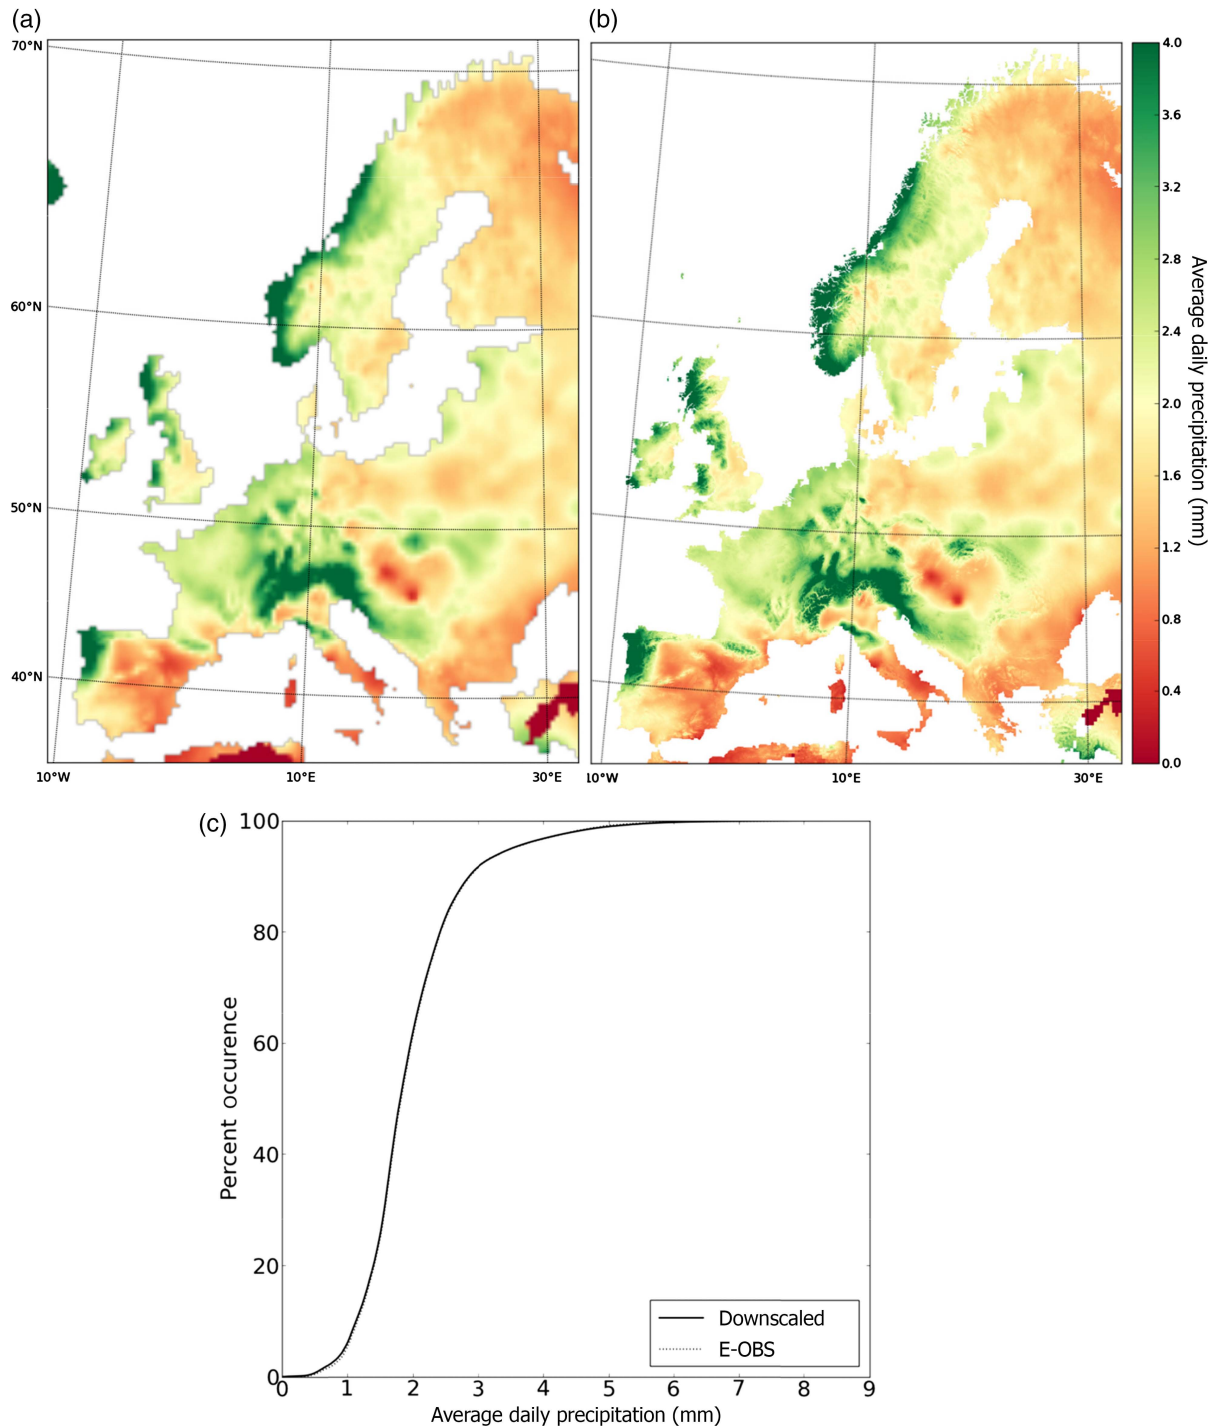 (a)
(b)
70°N
60°N
50°N
40°N
10°W
10°E
30°E
10°W
10°E
30°E
4.0
3.6
3.2
2.8
2.4
2.0
1.6
1.2
0.8
0.4
0.0
Average daily precipitation (mm)
(c)
100
80
60
40
20
0
Percent occurence
0 1 2 3 4 5 6 7 8 9
Average daily precipitation (mm)
Downscaled
E-OBS